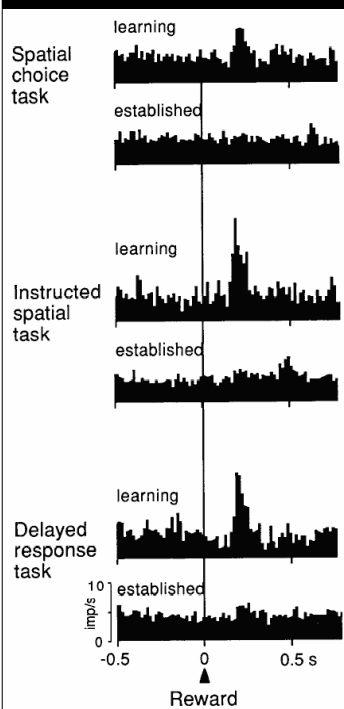 learning
Spatial
choice
task
established
learning
Instructed
spatial
task
established
learning
Delayed
response
task
10
established
imp/s
0
-0.5 0 0.5 s
Reward